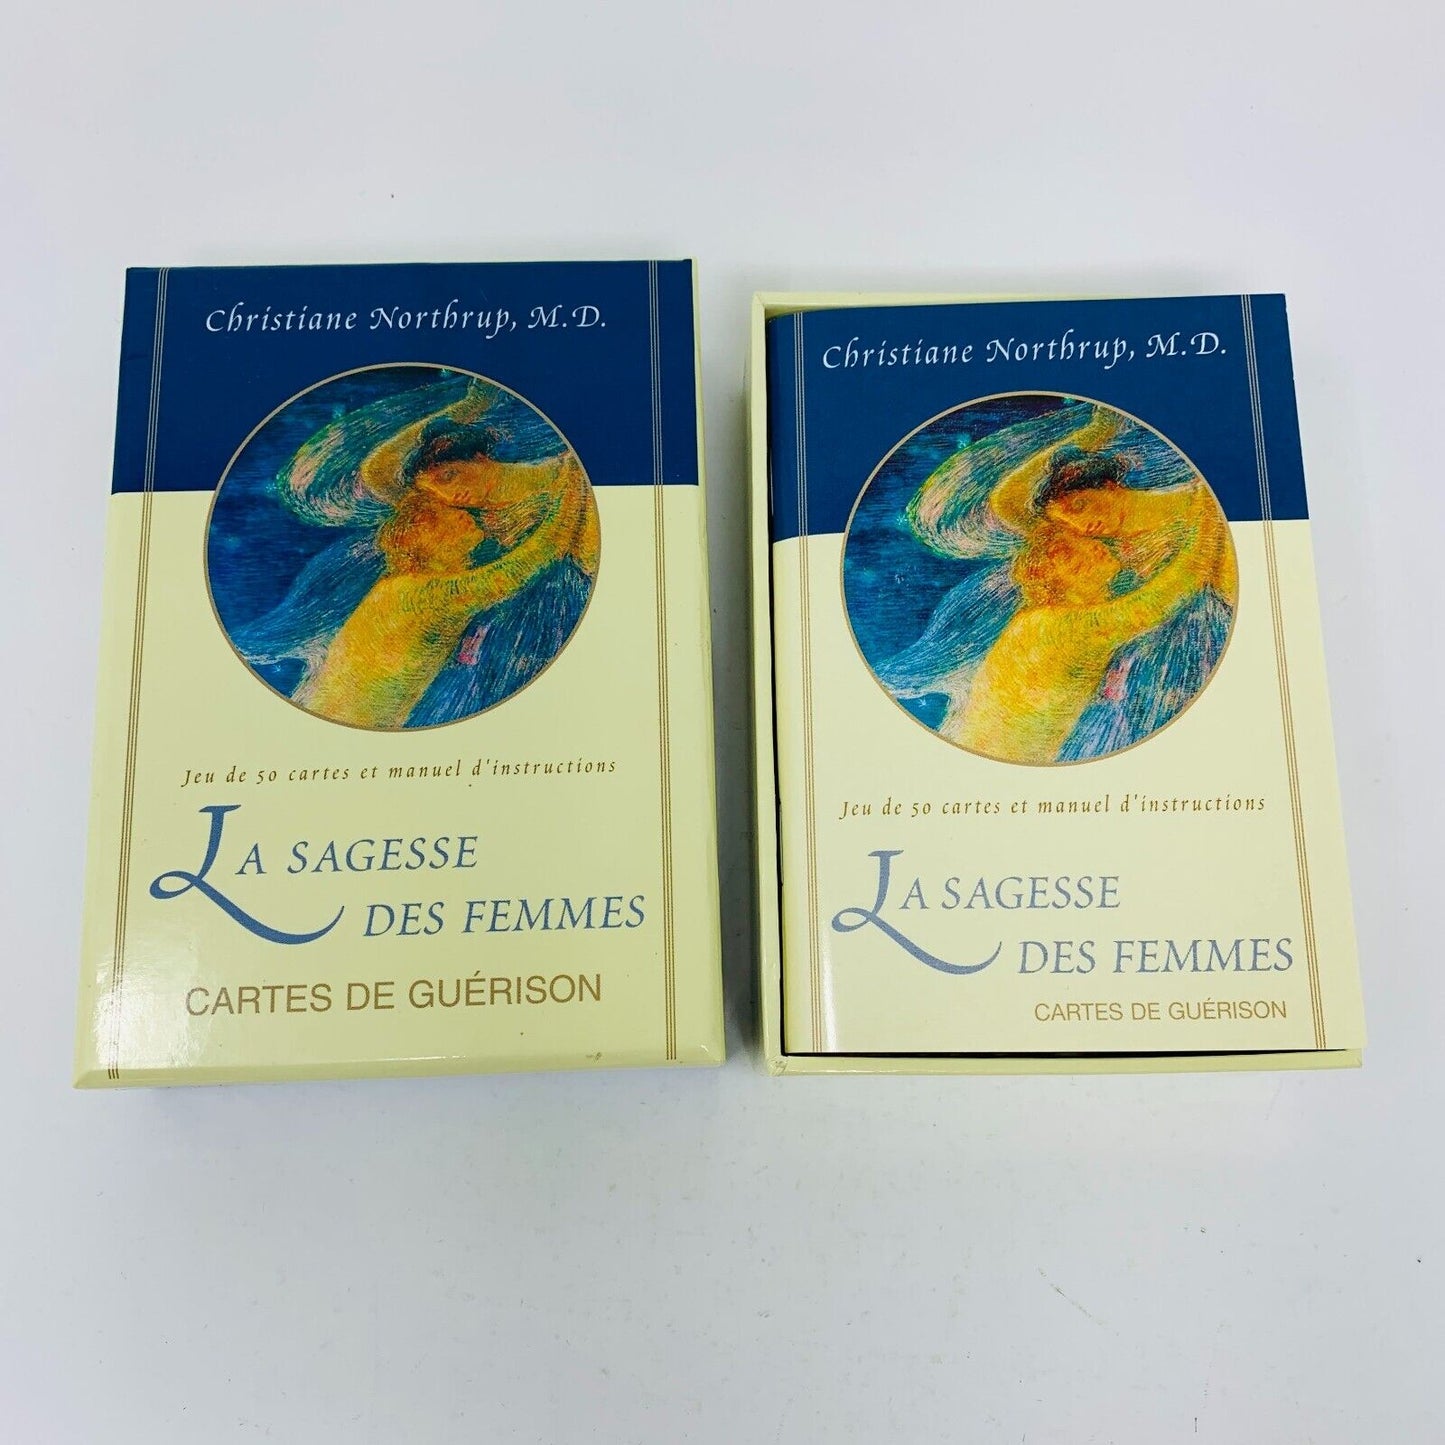 Christiane Northrup, M.D.
Jeu de 50 cartes et manuel d'instructions
LA SAGESSE
DES FEMMES
CARTES DE GUÉRISON
Christiane Northrup, M.D.
Jeu de 50 cartes et manuel d'instructions
LA SAGESSE
DES FEMMES
CARTES DE GUÉRISON